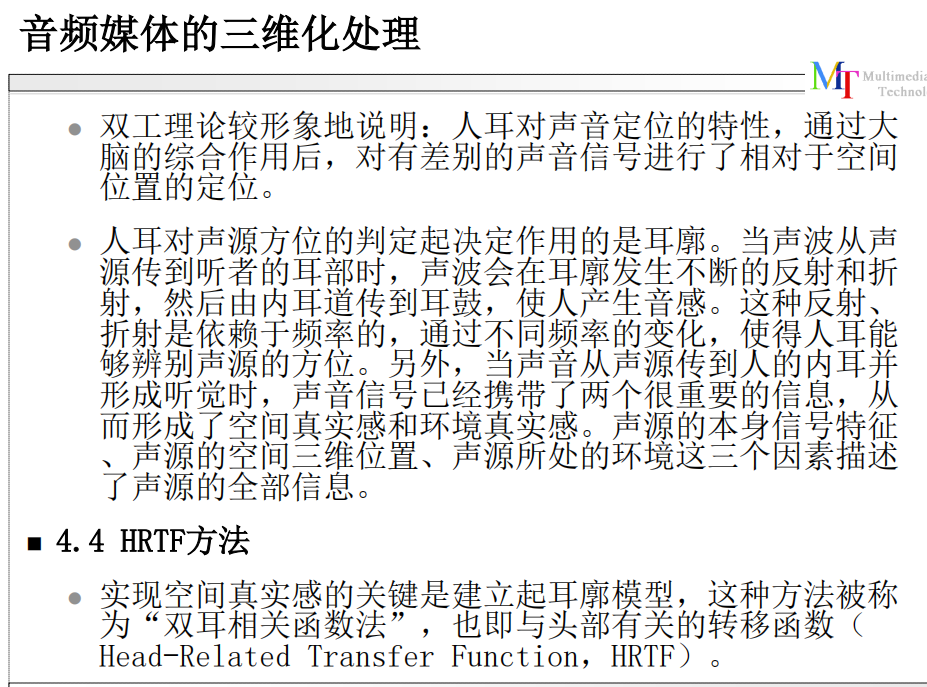 音频媒体的三维化处理
MT Multimedia
Technol
● 双工理论较形象地说明：人耳对声音定位的特性，通过大
脑的综合作用后，对有差别的声音信号进行了相对于空间
位置的定位。
● 人耳对声源方位的判定起决定作用的是耳廓。当声波从声
源传到听者的耳部时，声波会在耳廓发生不断的反射和折
射，然后由内耳道传到耳鼓，使人产生音感。这种反射、
折射是依赖于频率的，通过不同频率的变化，使得人耳能
够辨别声源的方位。另外，当声音从声源传到人的内耳并
形成听觉时，声音信号已经携带了两个很重要的信息，从
而形成了空间真实感和环境真实感。声源的本身信号特征
、声源的空间三维位置、声源所处的环境这三个因素描述
了声源的全部信息。
■ 4.4 HRTF方法
● 实现空间真实感的关键是建立起耳廓模型，这种方法被称
为“双耳相关函数法”，也即与头部有关的转移函数（
Head-Related Transfer Function，HRTF）。